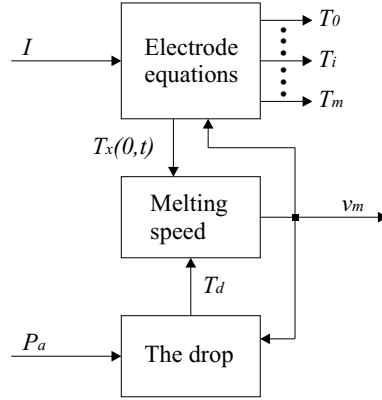 I
Electrode
equations
T0
Ti
Tm
Tx(0,t)
Melting
speed
vm
Td
Pa
The drop